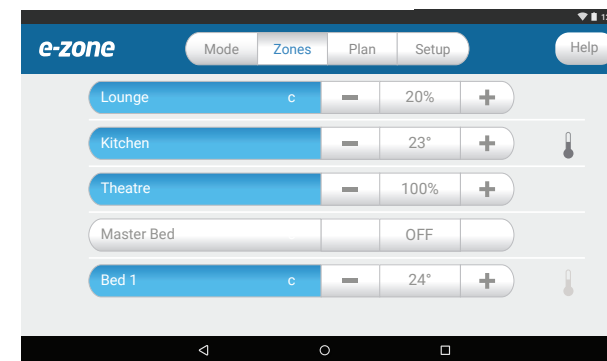 e-zone Mode Zones Plan Setup Help
Lounge c 20%
Kitchen 23°
Theatre 100%
Master Bed OFF
Bed 1 c 24°